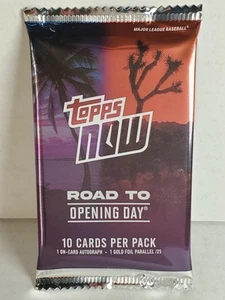 MAJOR LEAGUE BASEBALL®
topps
NOW
ROAD TO
OPENING DAY®
10 CARDS PER PACK
1 ON-CARD AUTOGRAPH - 1 GOLD FOIL PARALLEL /25